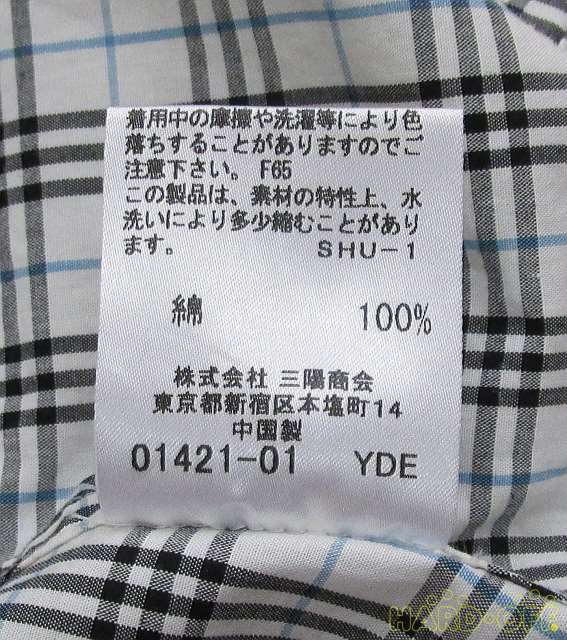 着用中の摩擦や洗濯等により色
落ちすることがありますのでご
注意下さい。 F65
この製品は、素材の特性上、水
洗いにより多少縮むことがあり
ます。 SHU-1
綿 100%
株式会社 三陽商会
東京都新宿区本塩町14
中国製
01421-01 YDE
HARD-OFF